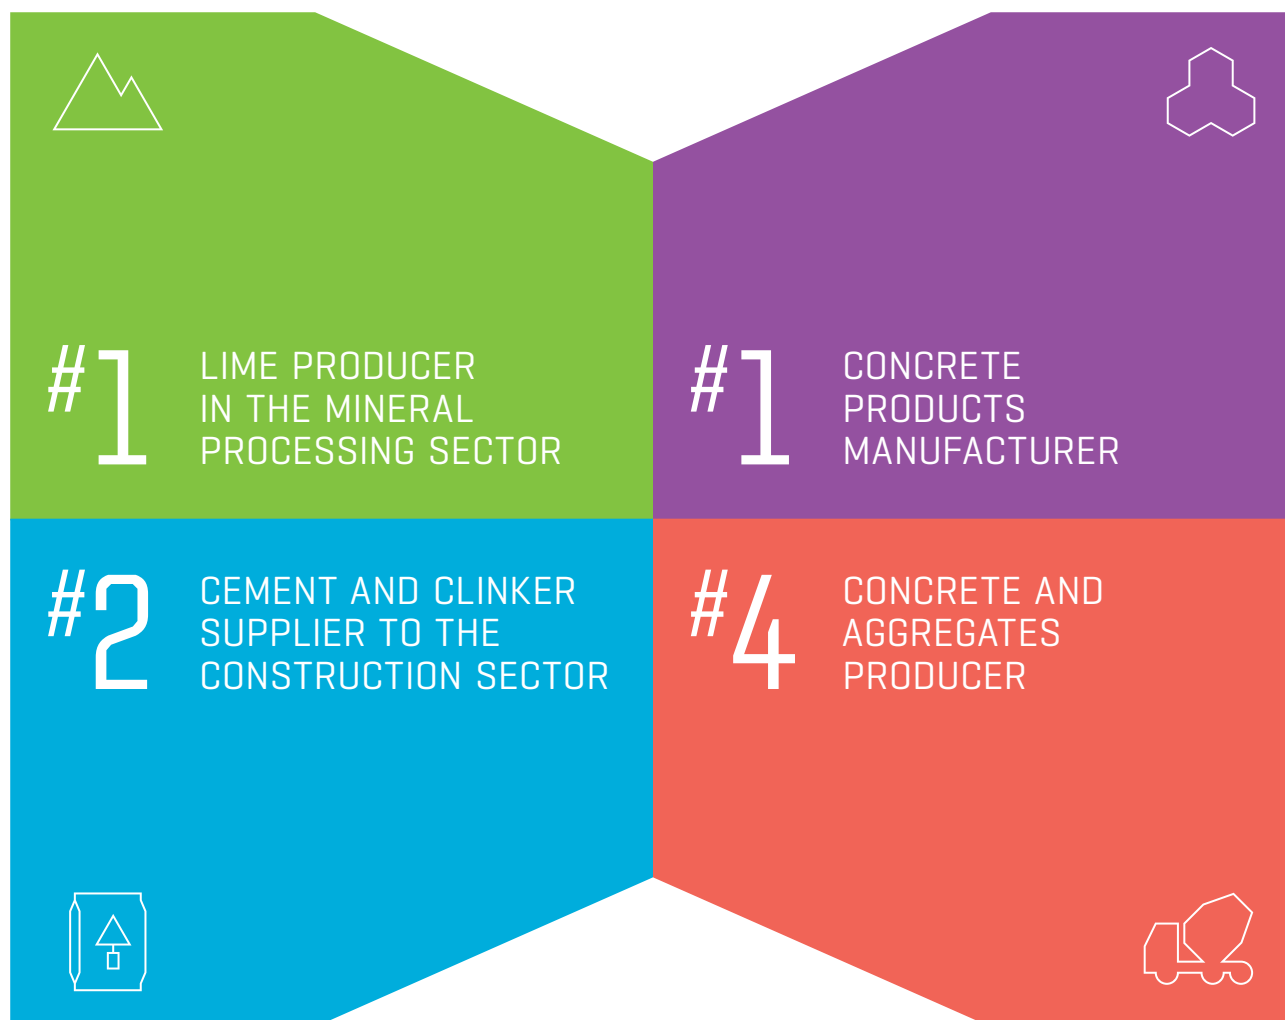 #1
LIME PRODUCER
IN THE MINERAL
PROCESSING SECTOR
#1
CONCRETE
PRODUCTS
MANUFACTURER
#2
CEMENT AND CLINKER
SUPPLIER TO THE
CONSTRUCTION SECTOR
#4
CONCRETE AND
AGGREGATES
PRODUCER